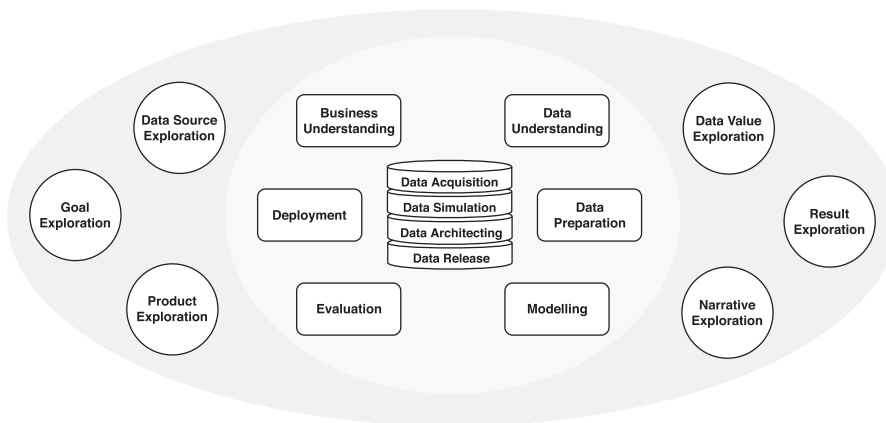 Data Source
Exploration
Business
Understanding
Data
Understanding
Data Value
Exploration
Goal
Exploration
Deployment
Data Acquisition
Data Simulation
Data Architecting
Data Release
Data
Preparation
Result
Exploration
Product
Exploration
Evaluation
Modelling
Narrative
Exploration